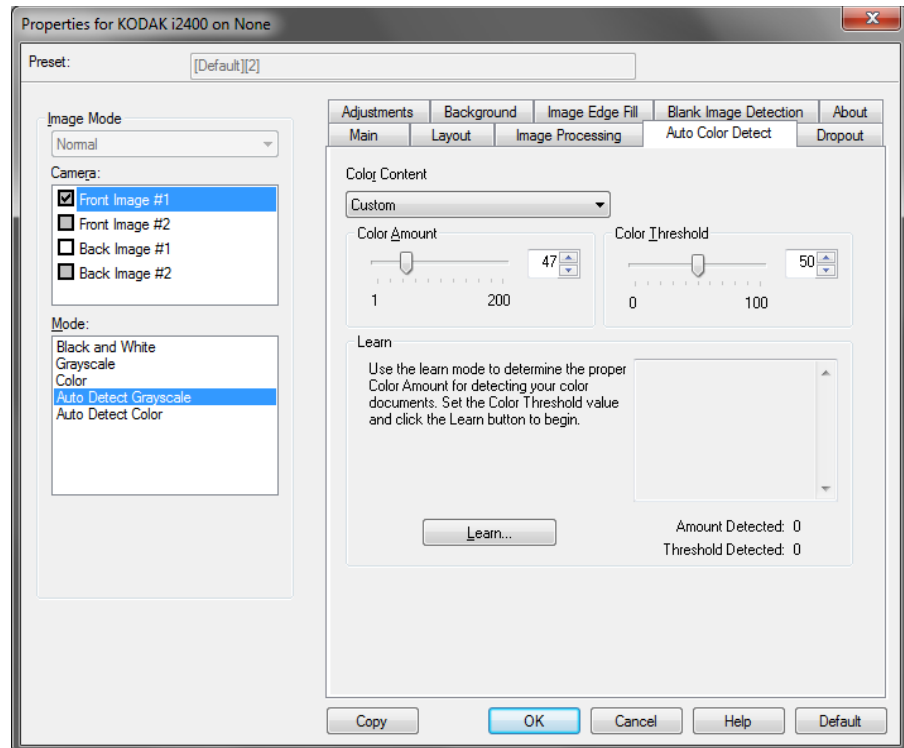 Properties for KODAK i2400 on None
Preset:
[Default][2]
Image Mode
Normal
Camera:
Front Image #1
Front Image #2
Back Image #1
Back Image #2
Mode:
Black and White
Grayscale
Color
Auto Detect Grayscale
Auto Detect Color
Adjustments Background Image Edge Fill Blank Image Detection About
Main Layout Image Processing Auto Color Detect Dropout
Color Content
Custom
Color Amount
47
1 200
Color Threshold
50
0 100
Learn
Use the learn mode to determine the proper
Color Amount for detecting your color
documents. Set the Color Threshold value
and click the Learn button to begin.
Learn...
Amount Detected: 0
Threshold Detected: 0
Copy OK Cancel Help Default